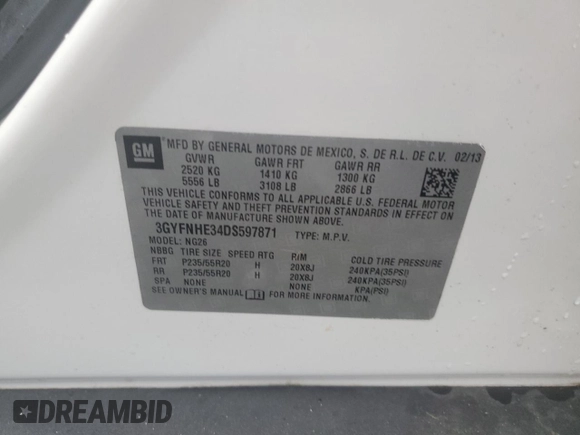 GM
MFD BY GENERAL MOTORS DE MEXICO, S. DE R.L. DE C.V. 02/13
GVWR GAWR FRT GAWR RR
2520 KG 1410 KG 1300 KG
5556 LB 3108 LB 2866 LB
THIS VEHICLE CONFORMS TO ALL APPLICABLE U.S. FEDERAL MOTOR
VEHICLE SAFETY AND THEFT PREVENTION STANDARDS IN EFFECT
ON THE DATE OF MANUFACTURE SHOWN ABOVE.
3GYFNHE34DS597871 TYPE: M.P.V.
MODEL: NG26
NBBG TIRE SIZE SPEED RTG RIM COLD TIRE PRESSURE
FRT P235/55R20 H 20X8J 240KPA(35PSI)
RR P235/55R20 H 20X8J 240KPA(35PSI)
SPA NONE NONE KPA(PSI)
SEE OWNER'S MANUAL FOR MORE INFORMATION.
DREAMBID
DREAMBID.COM